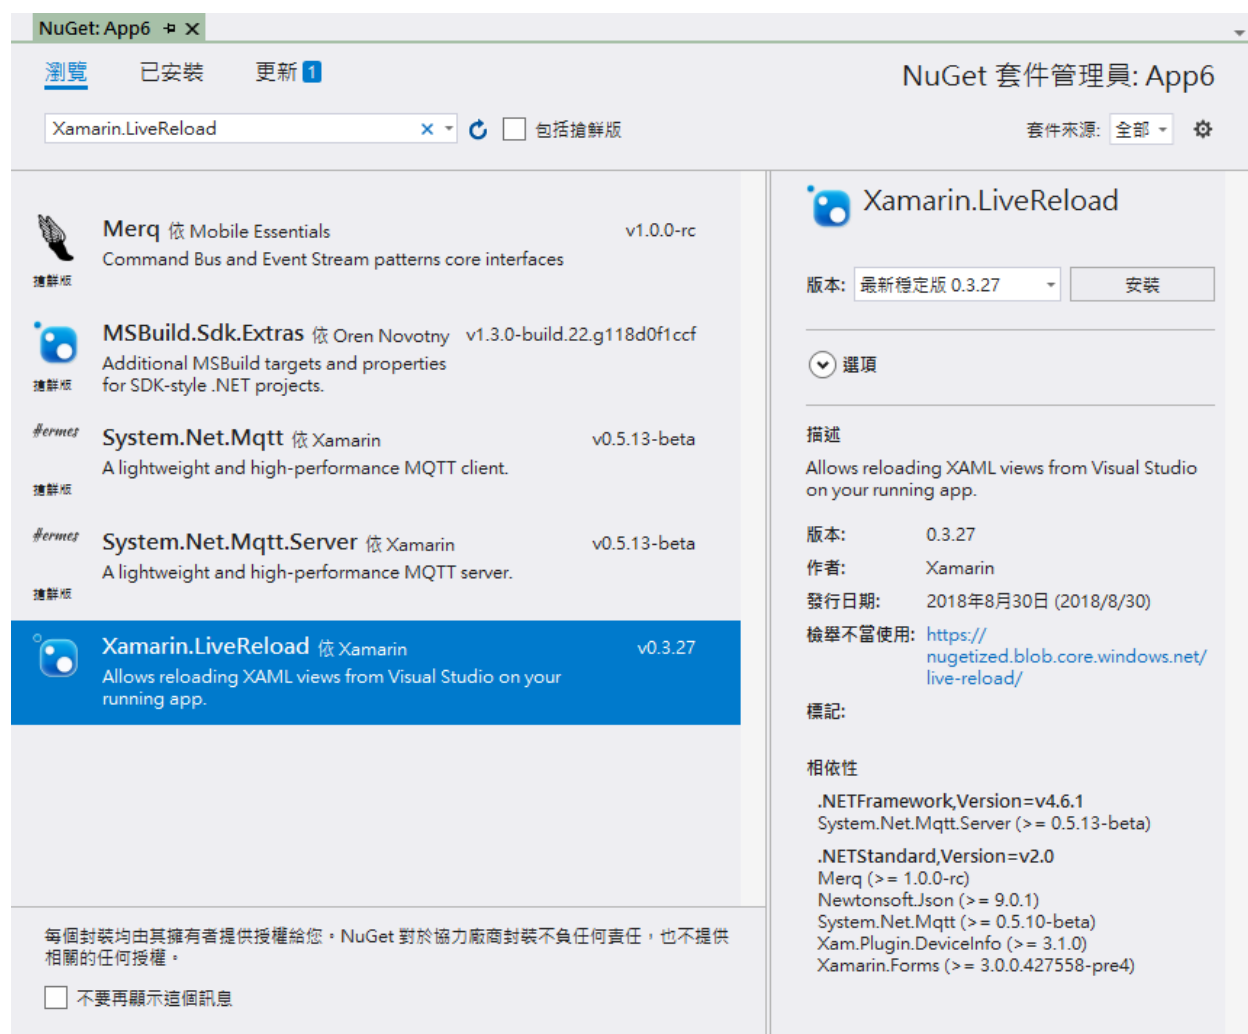 NuGet: App6
瀏覽 已安裝 更新 1
NuGet 套件管理員: App6
Xamarin.LiveReload
包括搶鮮版
套件來源: 全部
Merq 依 Mobile Essentials v1.0.0-rc
Command Bus and Event Stream patterns core interfaces
搶鮮版
MSBuild.Sdk.Extras 依 Oren Novotny v1.3.0-build.22.g118d0f1ccf
Additional MSBuild targets and properties
for SDK-style .NET projects.
搶鮮版
Hermes
System.Net.Mqtt 依 Xamarin v0.5.13-beta
A lightweight and high-performance MQTT client.
搶鮮版
Hermes
System.Net.Mqtt.Server 依 Xamarin v0.5.13-beta
A lightweight and high-performance MQTT server.
搶鮮版
Xamarin.LiveReload 依 Xamarin v0.3.27
Allows reloading XAML views from Visual Studio on your
running app.
每個封裝均由其擁有者提供授權給您。NuGet 對於協力廠商封裝不負任何責任，也不提供
相關的任何授權。
不要再顯示這個訊息
Xamarin.LiveReload
版本: 最新穩定版 0.3.27 安裝
選項
描述
Allows reloading XAML views from Visual Studio
on your running app.
版本: 0.3.27
作者: Xamarin
發行日期: 2018年8月30日 (2018/8/30)
檢舉不當使用: https://
nugetized.blob.core.windows.net/
live-reload/
標記:
相依性
.NETFramework,Version=v4.6.1
System.Net.Mqtt.Server (>= 0.5.13-beta)
.NETStandard,Version=v2.0
Merq (>= 1.0.0-rc)
Newtonsoft.Json (>= 9.0.1)
System.Net.Mqtt (>= 0.5.10-beta)
Xam.Plugin.DeviceInfo (>= 3.1.0)
Xamarin.Forms (>= 3.0.0.427558-pre4)